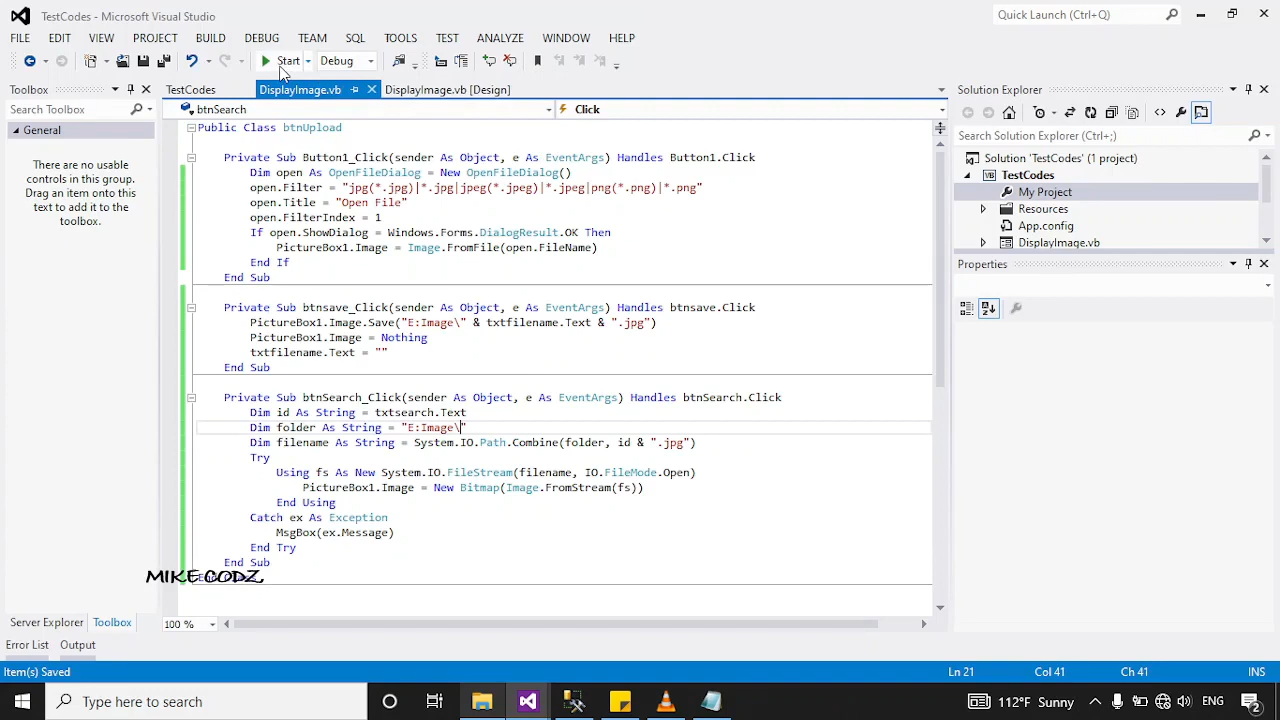 TestCodes - Microsoft Visual Studio
Quick Launch (Ctrl+Q)
FILE EDIT VIEW PROJECT BUILD DEBUG TEAM SQL TOOLS TEST ANALYZE WINDOW HELP
Start Debug
Toolbox
TestCodes DisplayImage.vb DisplayImage.vb [Design]
Solution Explorer
Search Toolbox
btnSearch Click
General
There are no usable
controls in this group.
Drag an item onto this
text to add it to the
toolbox.
Public Class btnUpload
Private Sub Button1_Click(sender As Object, e As EventArgs) Handles Button1.Click
Dim open As OpenFileDialog = New OpenFileDialog()
open.Filter = "jpg(*.jpg)|*.jpg|jpeg(*.jpeg)|*.jpeg|png(*.png)|*.png"
open.Title = "Open File"
open.FilterIndex = 1
If open.ShowDialog = Windows.Forms.DialogResult.OK Then
PictureBox1.Image = Image.FromFile(open.FileName)
End If
End Sub
Private Sub btnsave_Click(sender As Object, e As EventArgs) Handles btnsave.Click
PictureBox1.Image.Save("E:Image\" & txtfilename.Text & ".jpg")
PictureBox1.Image = Nothing
txtfilename.Text = ""
End Sub
Private Sub btnSearch_Click(sender As Object, e As EventArgs) Handles btnSearch.Click
Dim id As String = txtsearch.Text
Dim folder As String = "E:Image\"
Dim filename As String = System.IO.Path.Combine(folder, id & ".jpg")
Try
Using fs As New System.IO.FileStream(filename, IO.FileMode.Open)
PictureBox1.Image = New Bitmap(Image.FromStream(fs))
End Using
Catch ex As Exception
MsgBox(ex.Message)
End Try
End Sub
MIKE CODZ,
100 %
Search Solution Explorer (Ctrl+;)
Solution 'TestCodes' (1 project)
TestCodes
My Project
Resources
App.config
DisplayImage.vb
Properties
Server Explorer Toolbox
Error List Output
Item(s) Saved Ln 21 Col 41 Ch 41 INS
Type here to search
112°F Sunny
ENG
2